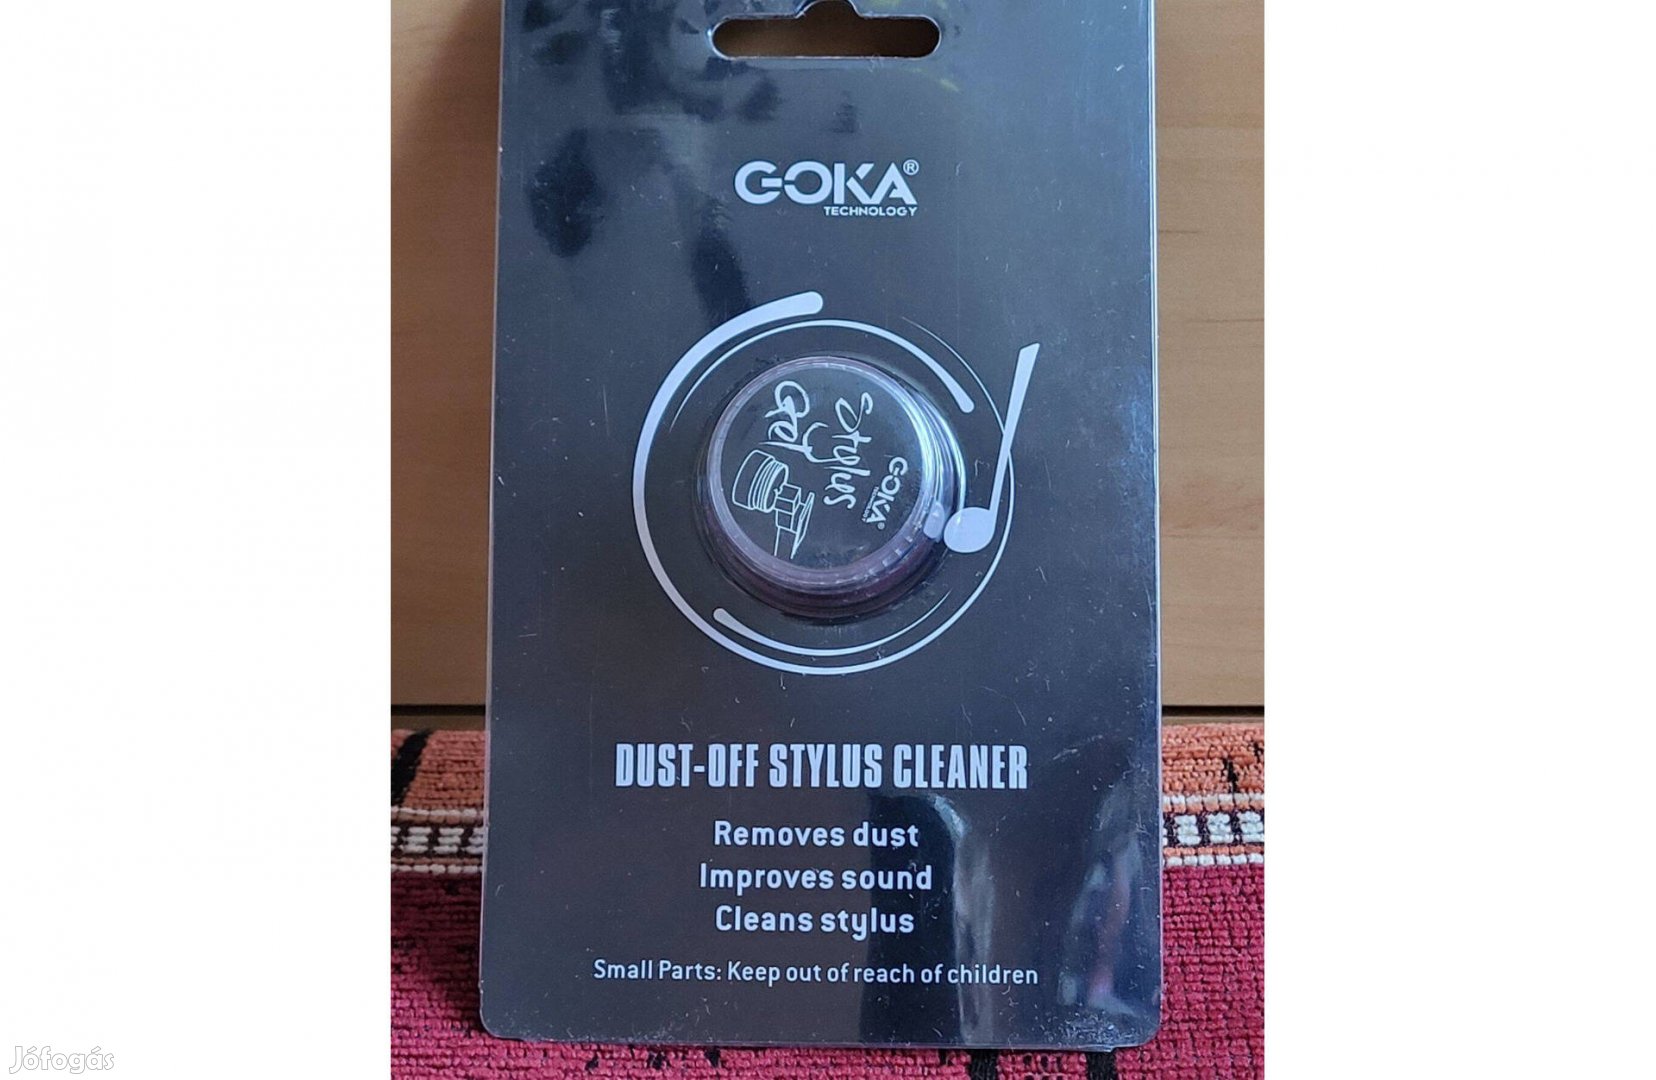 GOKA®
TECHNOLOGY
Stylus
Gel
GOKA®
TECHNOLOGY
DUST-OFF STYLUS CLEANER
Removes dust
Improves sound
Cleans stylus
Small Parts: Keep out of reach of children
Jófogás